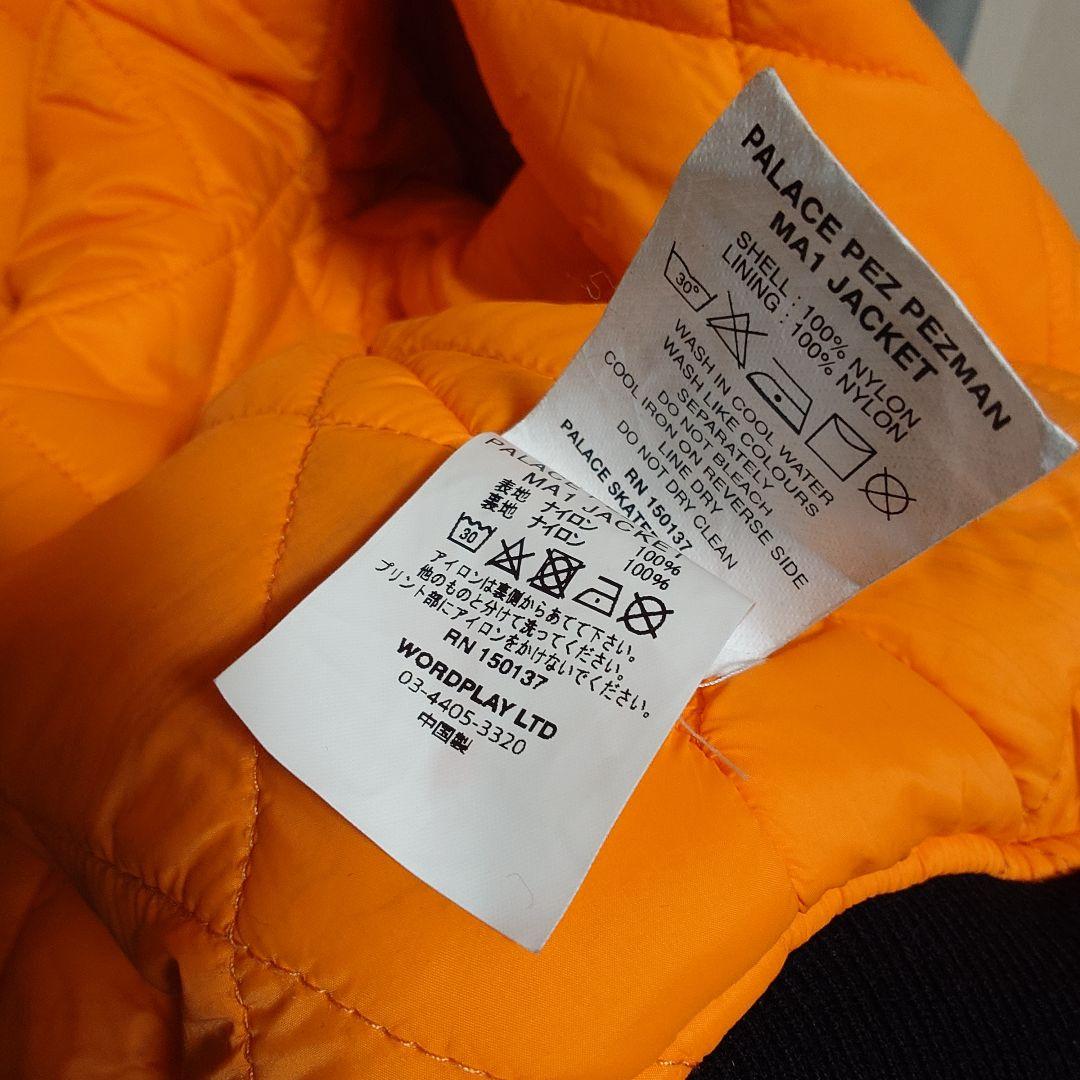 PALACE PEZ PEZMAN
MA1 JACKET
SHELL : 100% NYLON
LINING : 100% NYLON
30°
WASH IN COOL WATER
WASH LIKE COLOURS
SEPARATELY
DO NOT BLEACH
COOL IRON ON REVERSE SIDE
LINE DRY
DO NOT DRY CLEAN
RN 150137
PALACE
MA1 JACKET
表地 ナイロン 100%
裏地 ナイロン 100%
30
アイロンは裏側からあてて下さい。
他のものと分けて洗ってください。
プリント部にアイロンをかけないでください。
RN 150137
WORDPLAY LTD
03-4405-3320
中国製